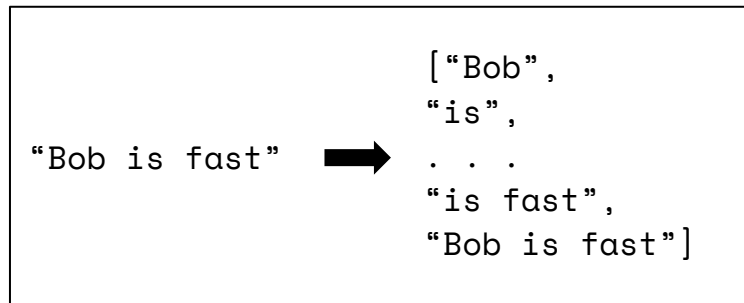 “Bob is fast”
[“Bob”,
“is”,
. . .
“is fast”,
“Bob is fast”]